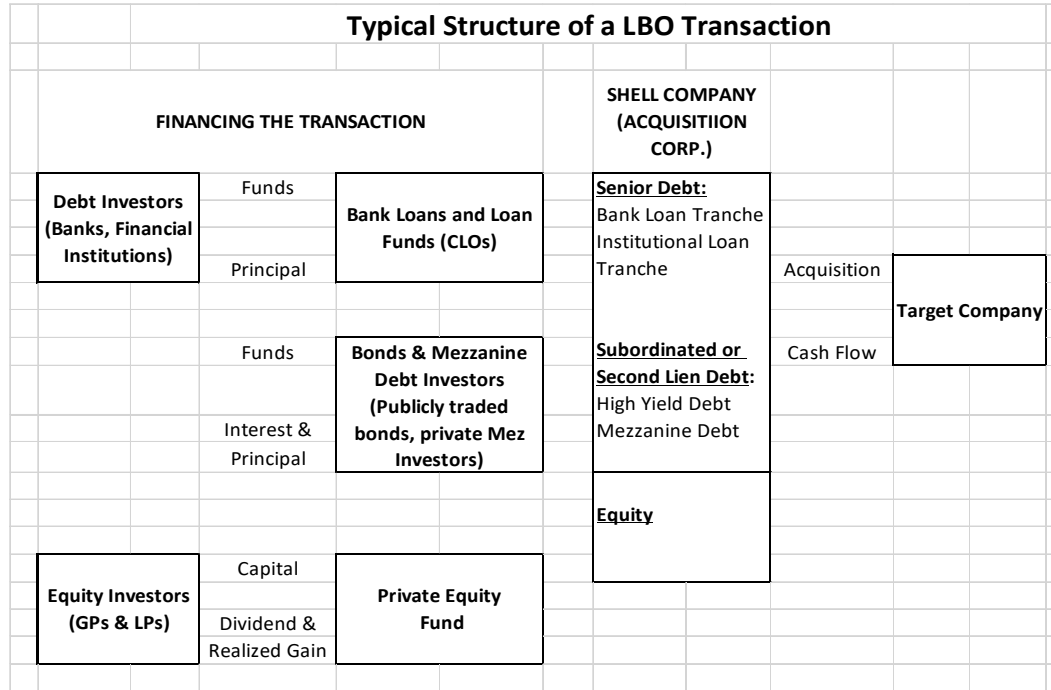 Typical Structure of a LBO Transaction
FINANCING THE TRANSACTION
SHELL COMPANY
(ACQUISITIION
CORP.)
Debt Investors
(Banks, Financial
Institutions)
Funds
Principal
Bank Loans and Loan
Funds (CLOs)
Senior Debt:
Bank Loan Tranche
Institutional Loan
Tranche
Acquisition
Target Company
Cash Flow
Funds
Interest &
Principal
Bonds & Mezzanine
Debt Investors
(Publicly traded
bonds, private Mez
Investors)
Subordinated or
Second Lien Debt:
High Yield Debt
Mezzanine Debt
Equity
Equity Investors
(GPs & LPs)
Capital
Dividend &
Realized Gain
Private Equity
Fund